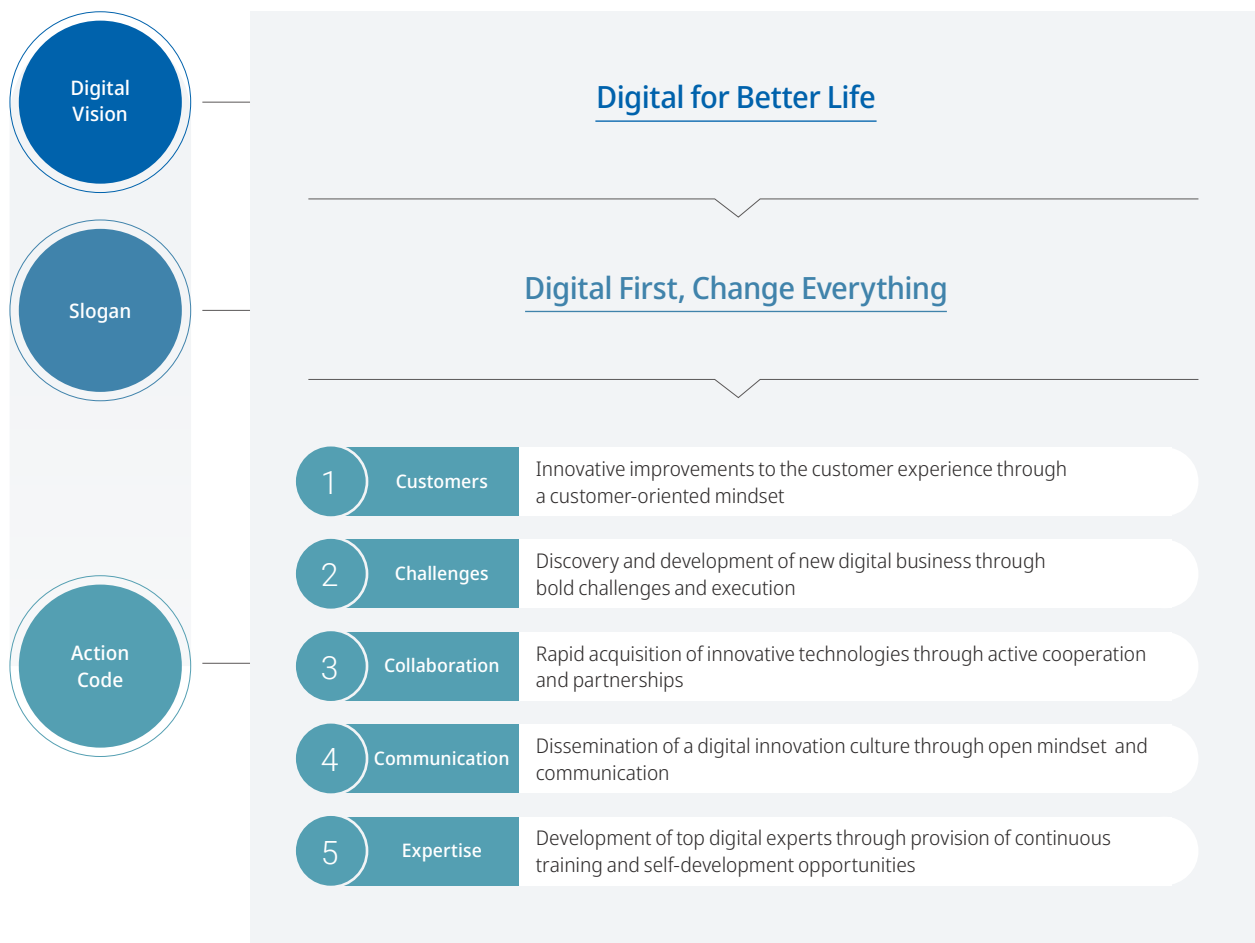 Digital
Vision
Digital for Better Life
Slogan
Digital First, Change Everything
Action
Code
1
Customers
Innovative improvements to the customer experience through
a customer-oriented mindset
2
Challenges
Discovery and development of new digital business through
bold challenges and execution
3
Collaboration
Rapid acquisition of innovative technologies through active cooperation
and partnerships
4
Communication
Dissemination of a digital innovation culture through open mindset and
communication
5
Expertise
Development of top digital experts through provision of continuous
training and self-development opportunities